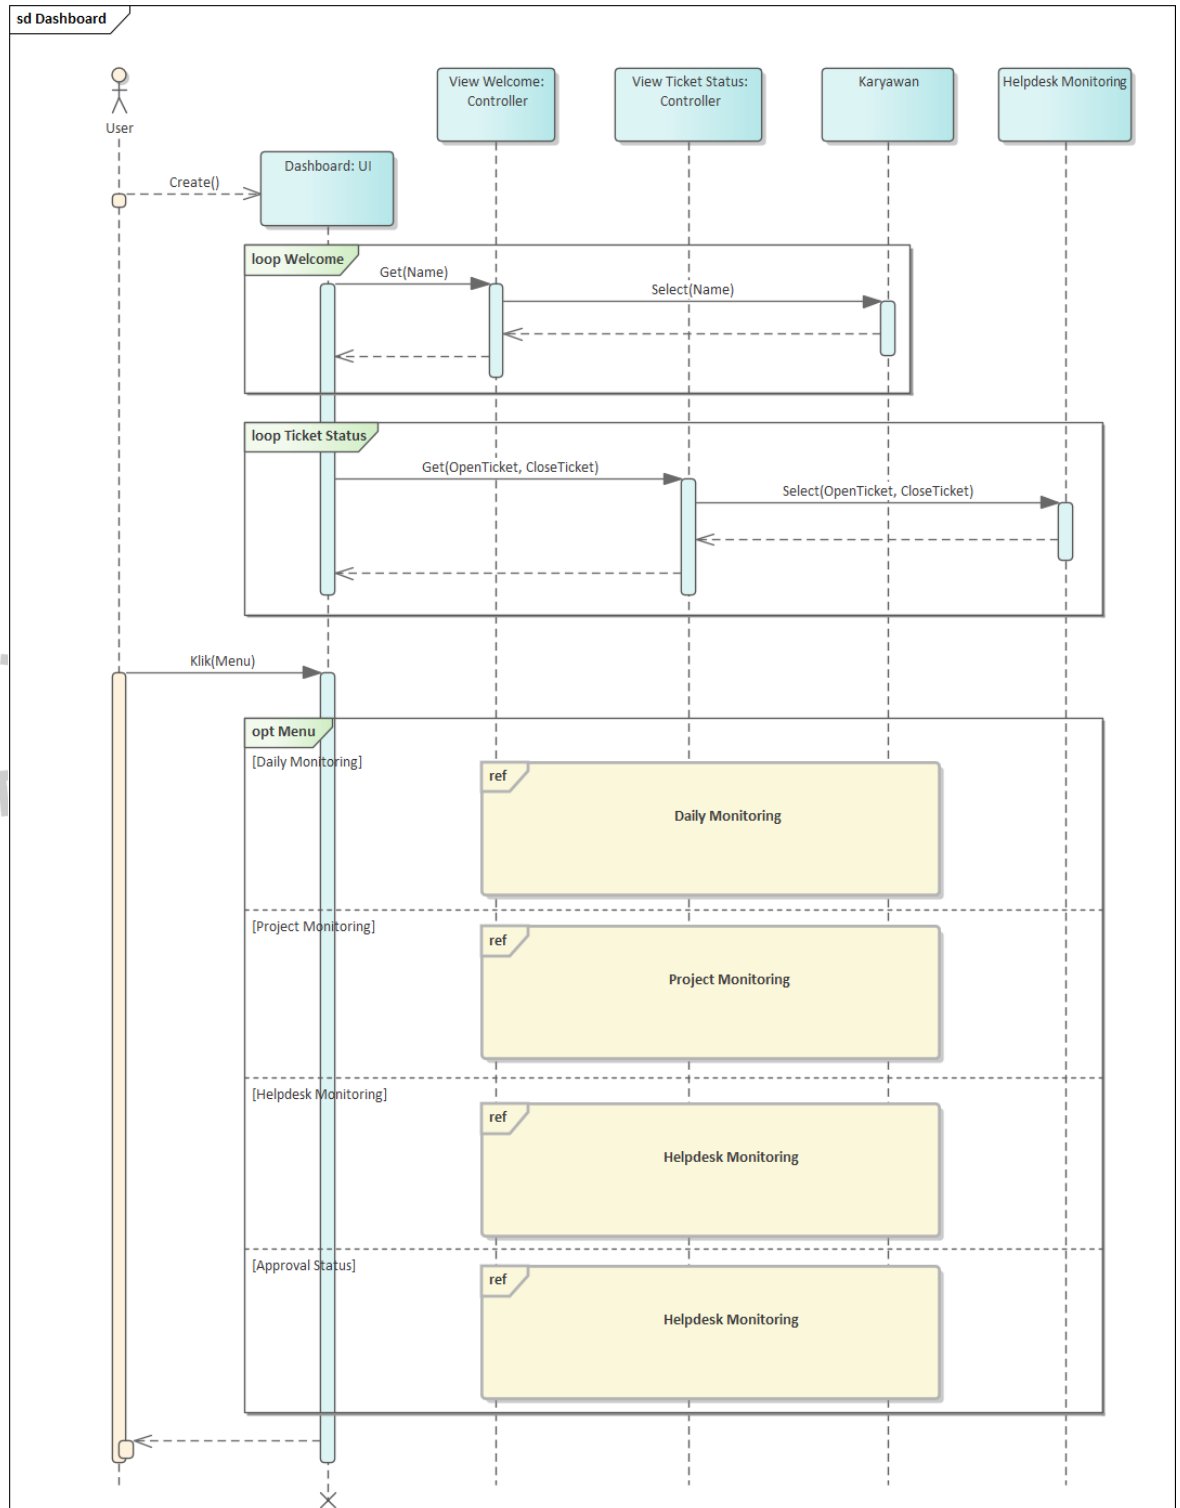 sd Dashboard
User
View Welcome:
Controller
View Ticket Status:
Controller
Karyawan
Helpdesk Monitoring
Dashboard: UI
Create()
loop Welcome
Get(Name)
Select(Name)
loop Ticket Status
Get(OpenTicket, CloseTicket)
Select(OpenTicket, CloseTicket)
Klik(Menu)
opt Menu
[Daily Monitoring]
ref
Daily Monitoring
[Project Monitoring]
ref
Project Monitoring
[Helpdesk Monitoring]
ref
Helpdesk Monitoring
[Approval Status]
ref
Helpdesk Monitoring